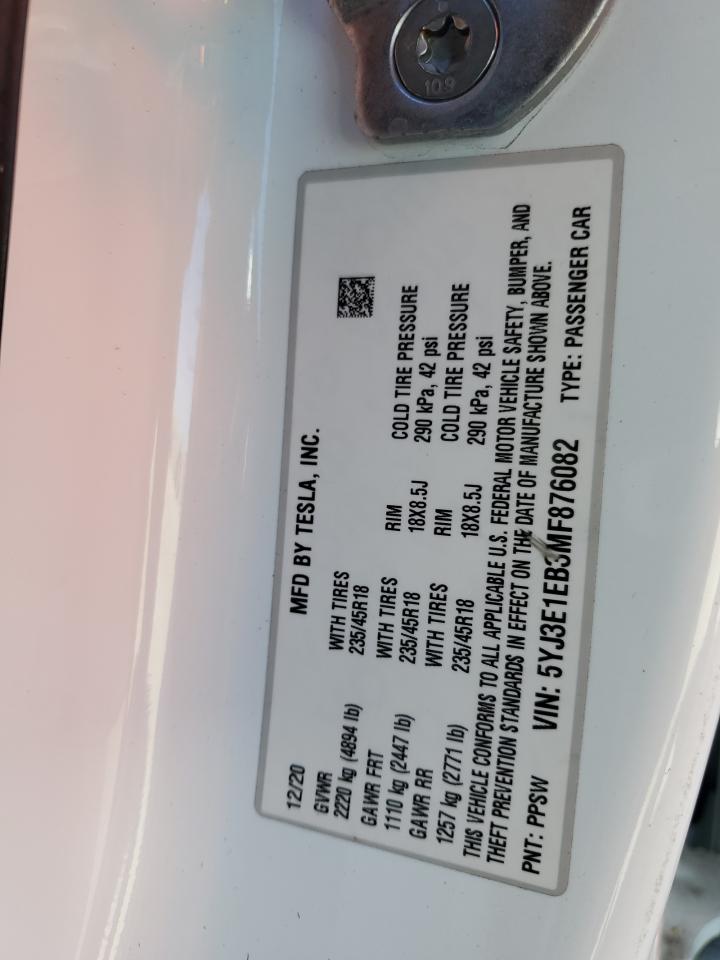 109
MFD BY TESLA, INC.
12/20
GVWR
2220 kg (4894 lb) WITH TIRES 235/45R18
GAWR FRT WITH TIRES RIM COLD TIRE PRESSURE
1110 kg (2447 lb) 235/45R18 18X8.5J 290 kPa, 42 psi
GAWR RR WITH TIRES RIM COLD TIRE PRESSURE
1257 kg (2771 lb) 235/45R18 18X8.5J 290 kPa, 42 psi
THIS VEHICLE CONFORMS TO ALL APPLICABLE U.S. FEDERAL MOTOR VEHICLE SAFETY, BUMPER, AND
THEFT PREVENTION STANDARDS IN EFFECT ON THE DATE OF MANUFACTURE SHOWN ABOVE.
PNT: PPSW VIN: 5YJ3E1EB3MF876082 TYPE: PASSENGER CAR